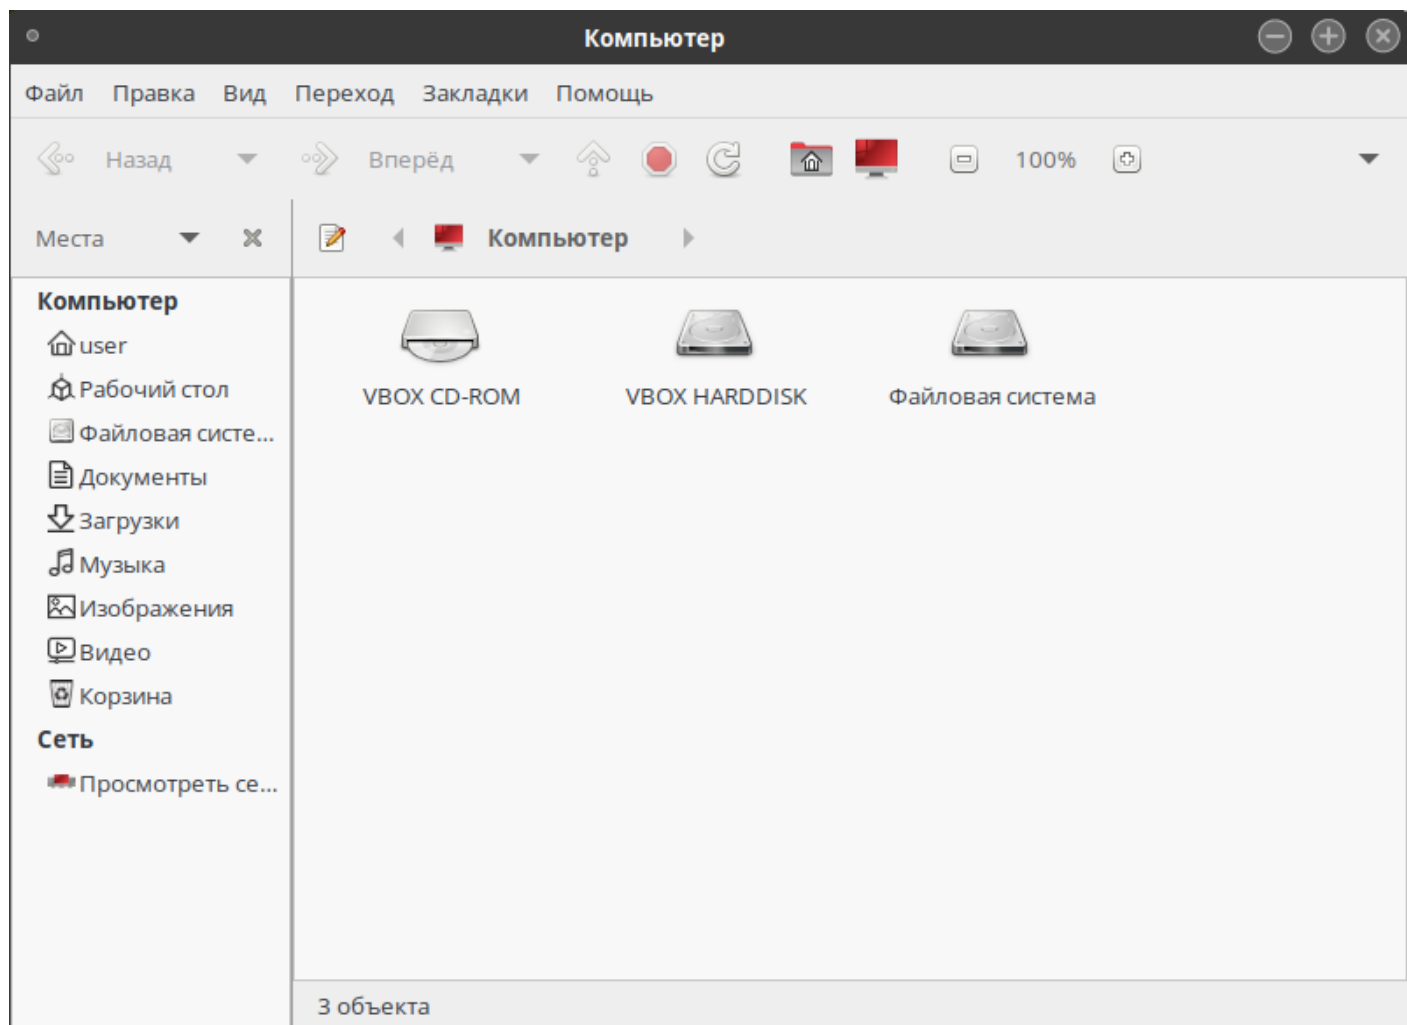 Компьютер
Файл Правка Вид Переход Закладки Помощь
Назад Вперёд 100%
Места Компьютер
Компьютер
user
Рабочий стол
Файловая систе...
Документы
Загрузки
Музыка
Изображения
Видео
Корзина
Сеть
Просмотреть се...
VBOX CD-ROM VBOX HARDDISK Файловая система
3 объекта